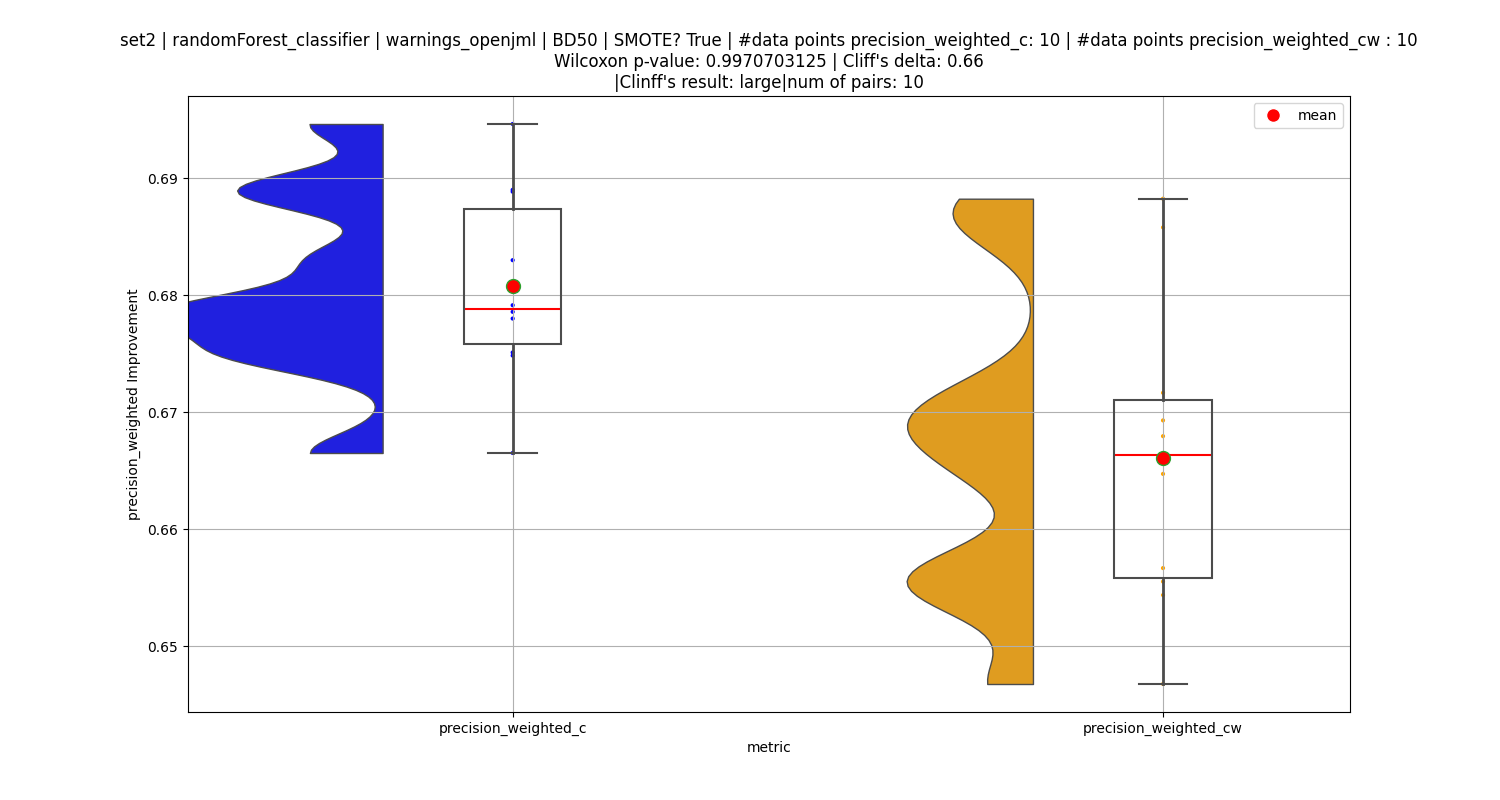 set2 | randomForest_classifier | warnings_openjml | BD50 | SMOTE? True | #data points precision_weighted_c: 10 | #data points precision_weighted_cw : 10
Wilcoxon p-value: 0.9970703125 | Cliff's delta: 0.66
|Clinff's result: large|num of pairs: 10
mean
0.69
0.68
0.67
0.66
0.65
precision_weighted Improvement
precision_weighted_c
precision_weighted_cw
metric